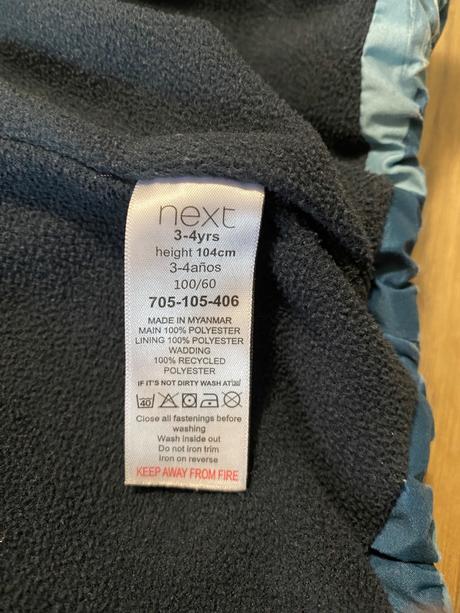 next
3-4yrs
height 104cm
3-4años
100/60
705-105-406
MADE IN MYANMAR
MAIN 100% POLYESTER
LINING 100% POLYESTER
WADDING
100% RECYCLED
POLYESTER
IF IT'S NOT DIRTY WASH AT
40
Close all fastenings before
washing
Wash inside out
Do not iron trim
Iron on reverse
KEEP AWAY FROM FIRE